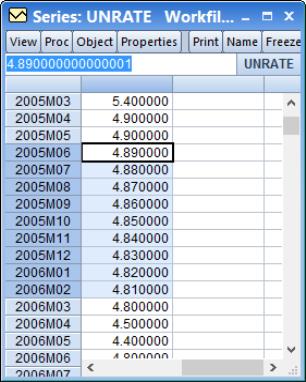 Series: UNRATE Workfil...
View Proc Object Properties Print Name Freeze
4.890000000000001 UNRATE
2005M03 5.400000
2005M04 4.900000
2005M05 4.900000
2005M06 4.890000
2005M07 4.880000
2005M08 4.870000
2005M09 4.860000
2005M10 4.850000
2005M11 4.840000
2005M12 4.830000
2006M01 4.820000
2006M02 4.810000
2006M03 4.800000
2006M04 4.500000
2006M05 4.400000
2006M06 4.800000
2006M07